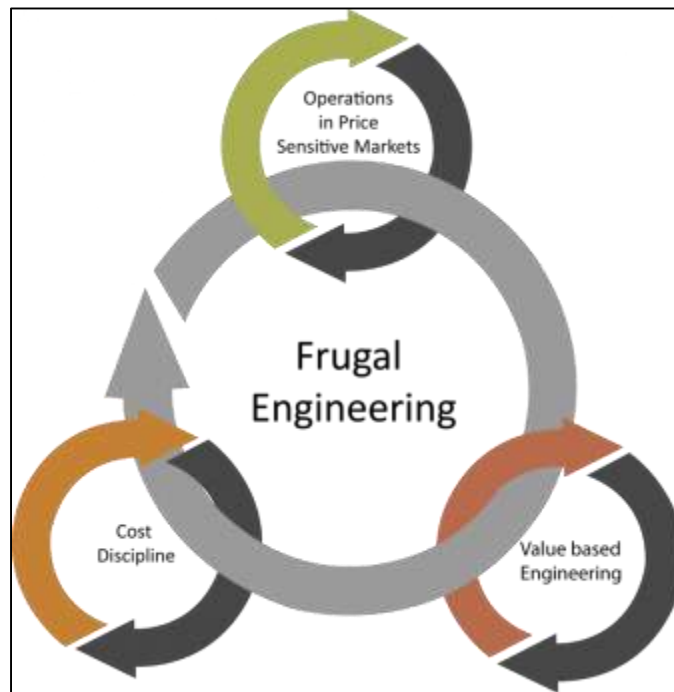 Operations
in Price
Sensitive Markets
Frugal
Engineering
Cost
Discipline
Value based
Engineering